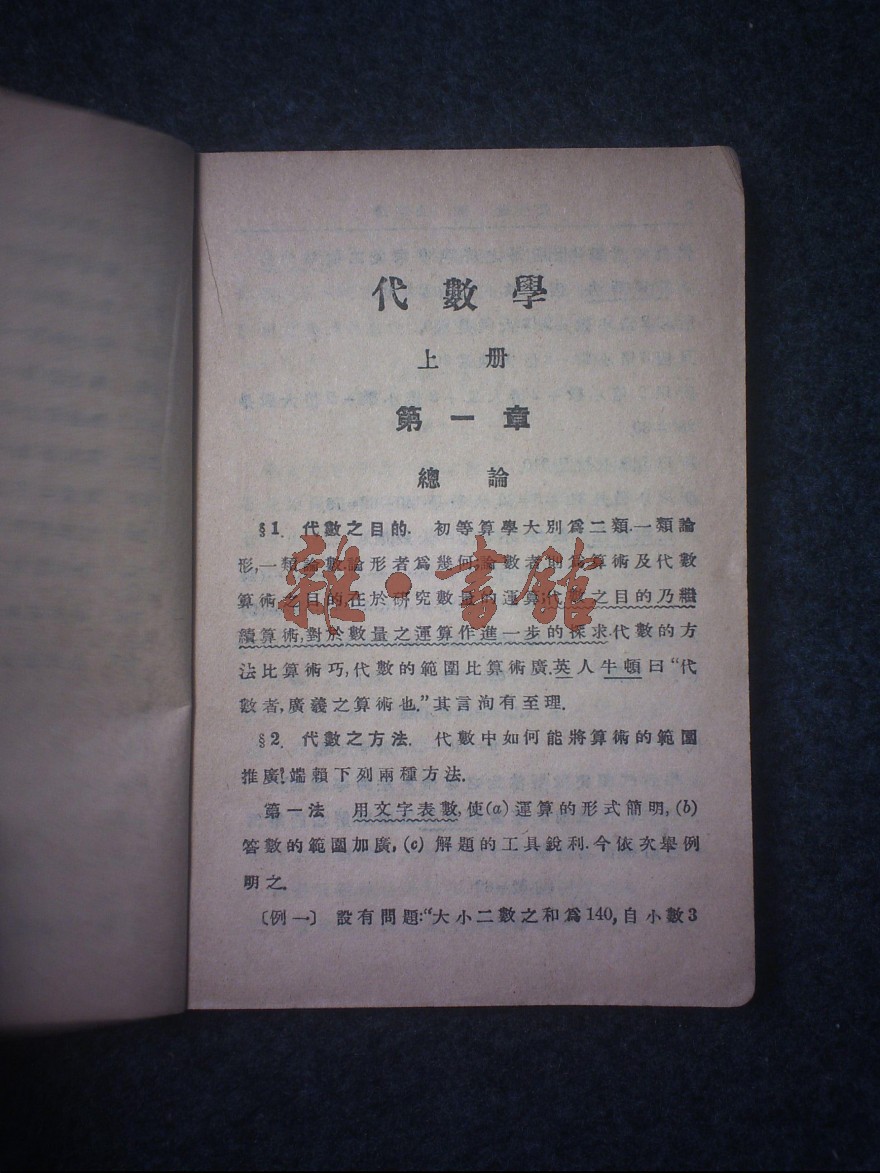 代數學
上册
第一章
總論
§1. 代數之目的. 初等算學大別爲二類.一類論
形,一類論數.論形者爲幾何,論數者則爲算術及代數
算術之目的,在於研究數量的運算;代數之目的乃繼
續算術,對於數量之運算作進一步的探求.代數的方
法比算術巧,代數的範圍比算術廣.英人牛頓曰“代
數者,廣義之算術也.”其言洵有至理.
§2. 代數之方法. 代數中如何能將算術的範圍
推廣!端賴下列兩種方法.
第一法 用文字表數,使(a)運算的形式簡明,(b)
答數的範圍加廣,(c)解題的工具銳利.今依次舉例
明之.
〔例一〕 設有問題:“大小二數之和爲140,自小數3
雜·書館